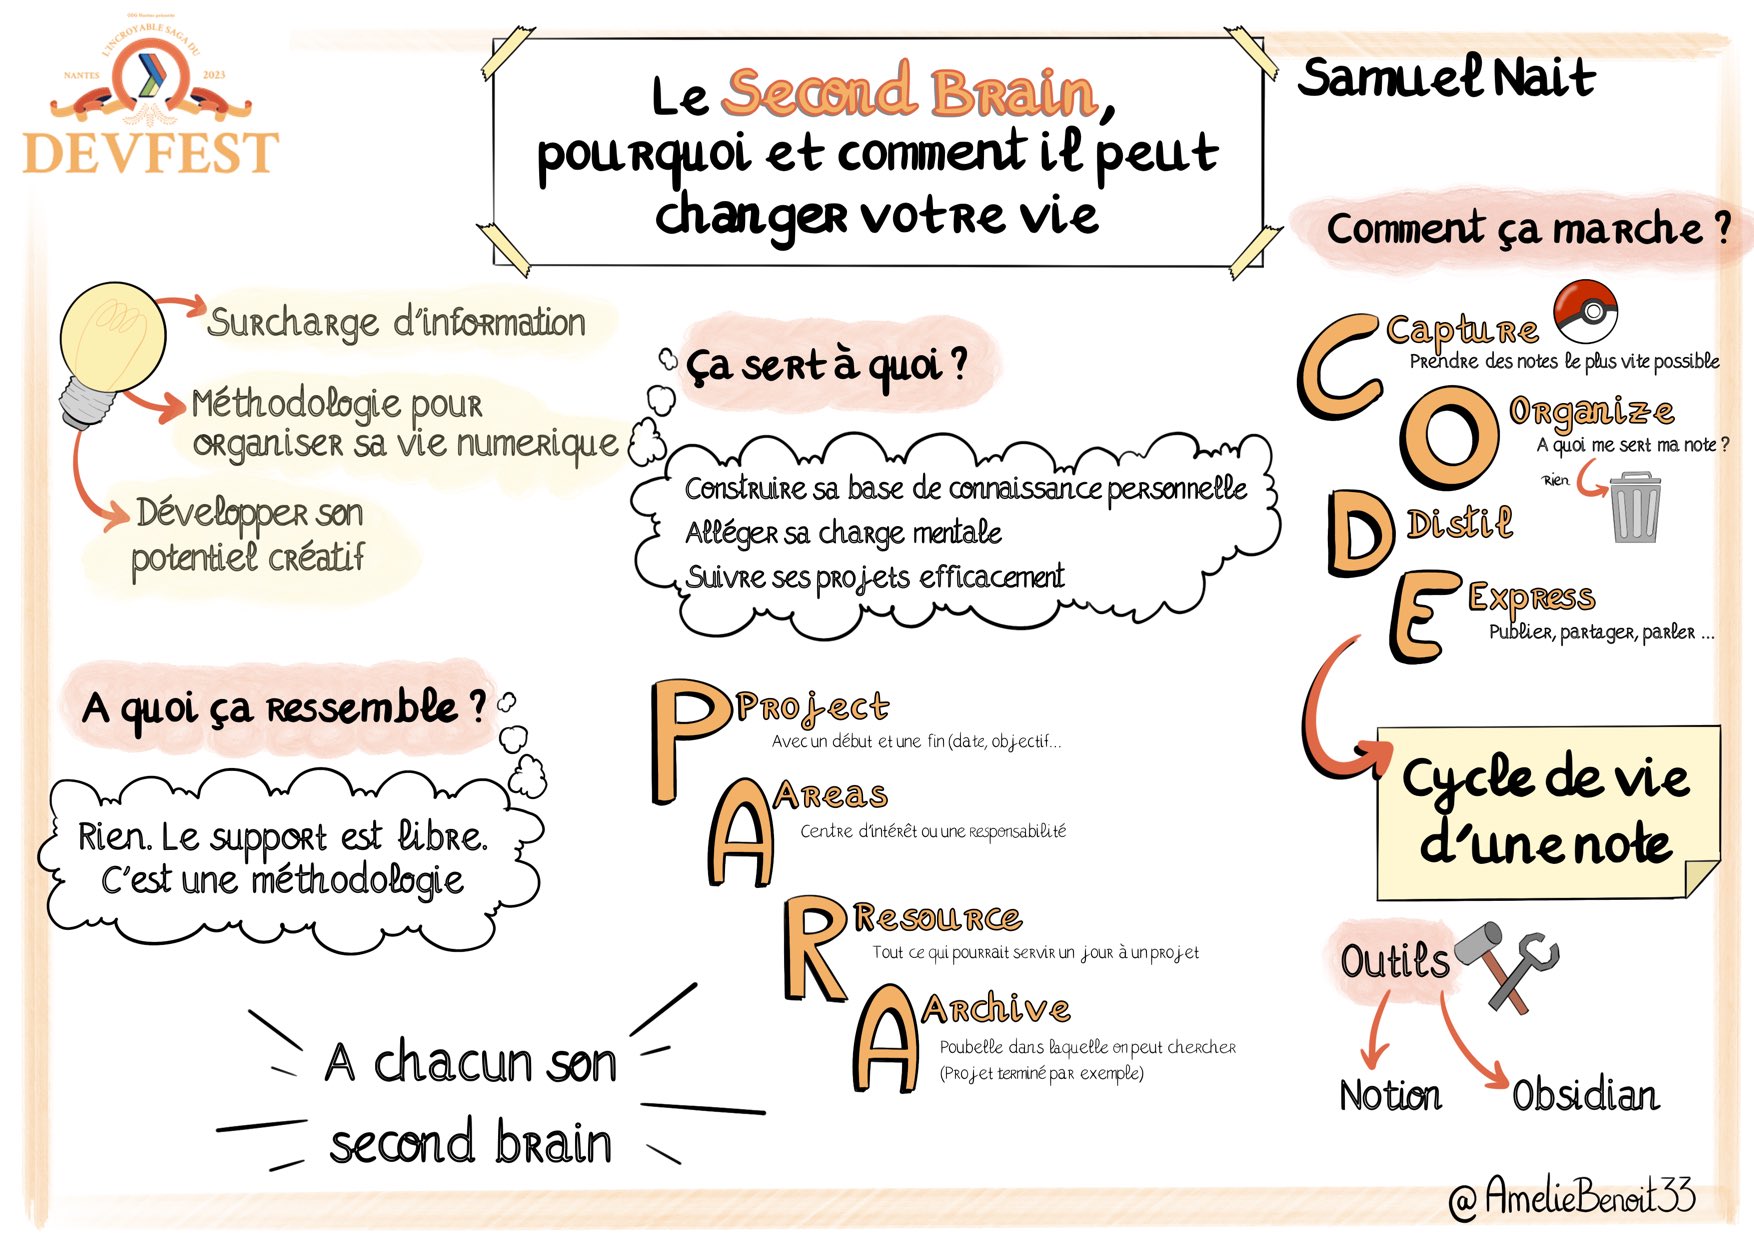 GDG Nantes présente
L'INCROYABLE SAGA DU
NANTES 2023
DEVFEST
Le Second Brain,
pourquoi et comment il peut
changer votre vie
Samuel Nait
Surcharge d'information
Méthodologie pour
organiser sa vie numerique
Développer son
potentiel créatif
Ça sert à quoi ?
Construire sa base de connaissance personnelle
Alléger sa charge mentale
Suivre ses projets efficacement
A quoi ça ressemble ?
Rien. Le support est libre.
C'est une méthodologie
A chacun son
second brain
P Project
Avec un début et une fin (date, objectif...
A Areas
Centre d'intérêt ou une responsabilité
R Resource
Tout ce qui pourrait servir un jour à un projet
A Archive
Poubelle dans laquelle on peut chercher
(Projet terminé par exemple)
Comment ça marche ?
C Capture
Prendre des notes le plus vite possible
O Organize
A quoi me sert ma note ?
rien
D Distil
E Express
Publier, partager, parler ...
Cycle de vie
d'une note
Outils
Notion
Obsidian
@AmelieBenoit33